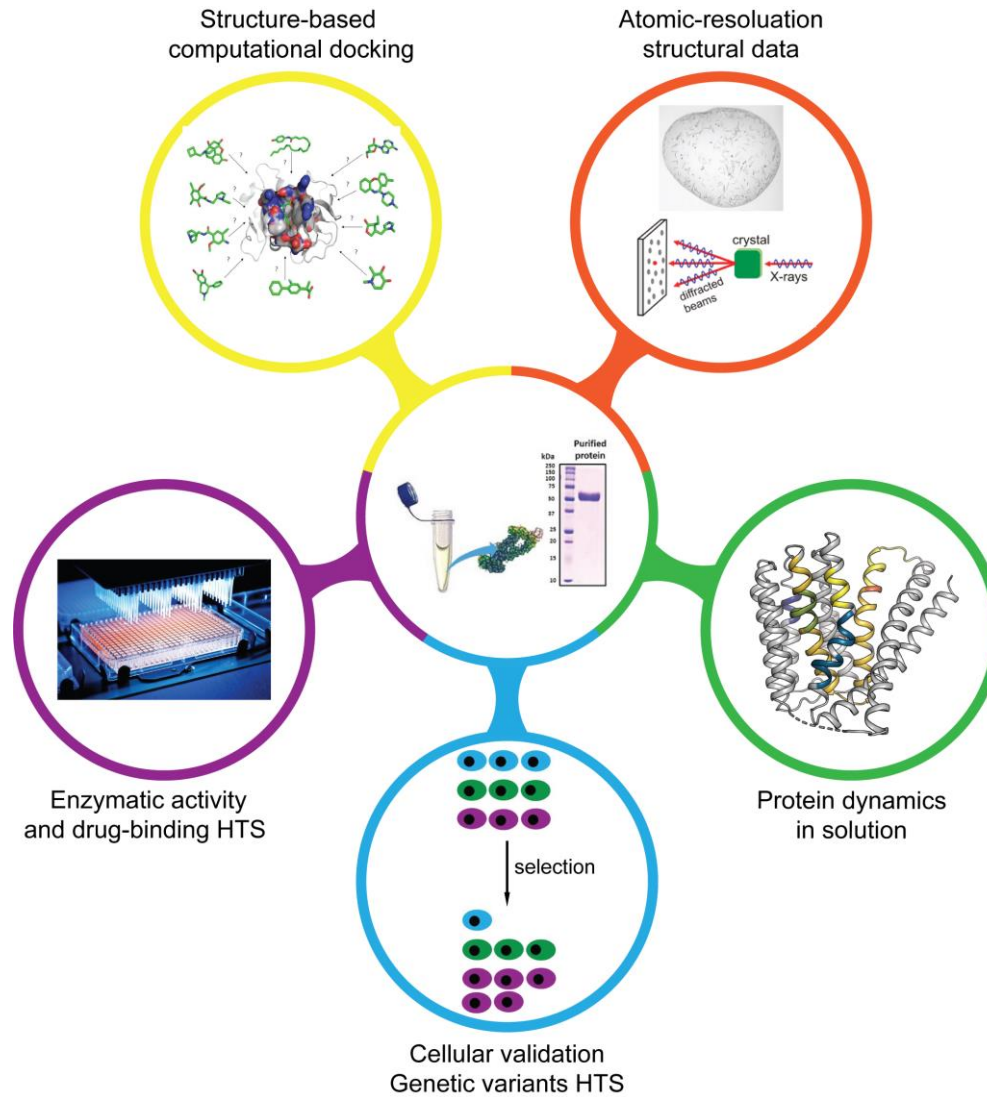 Structure-based
computational docking
Atomic-resoluation
structural data
? ? ? ? ? ? ? ? ? ?
crystal
X-rays
diffracted
beams
Purified
protein
kDa
250
150
100
75
50
37
25
20
15
10
Enzymatic activity
and drug-binding HTS
Protein dynamics
in solution
selection
Cellular validation
Genetic variants HTS